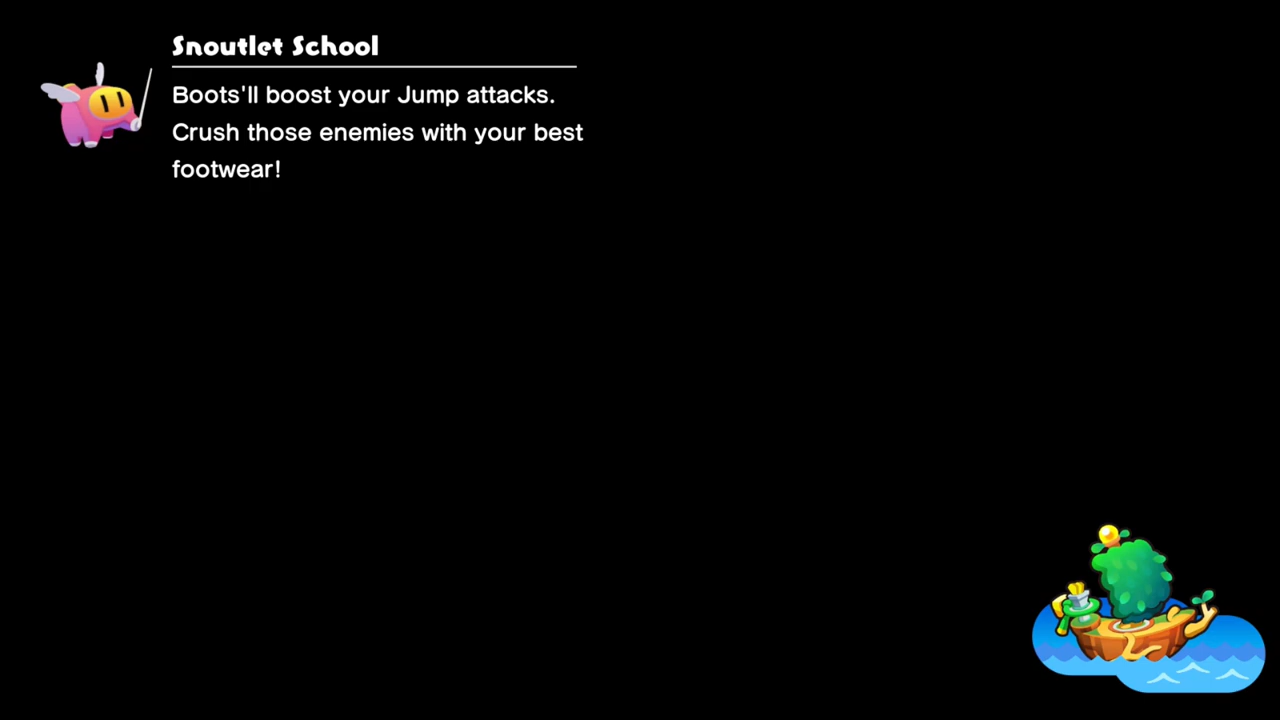 Snoutlet School
Boots'll boost your Jump attacks.
Crush those enemies with your best
footwear!